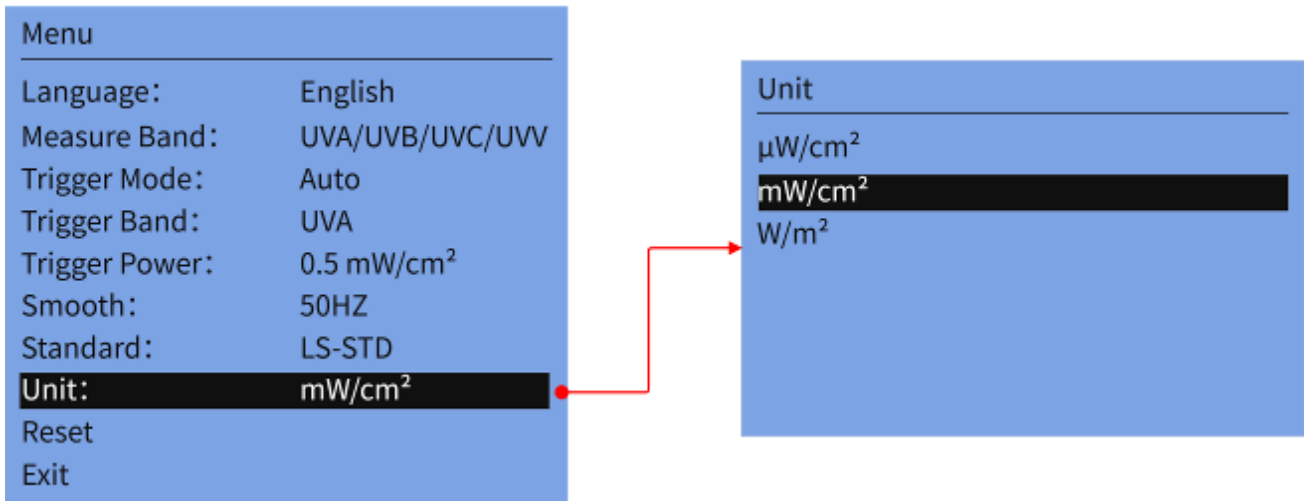 Menu
Language： English
Measure Band： UVA/UVB/UVC/UVV
Trigger Mode： Auto
Trigger Band： UVA
Trigger Power： 0.5 mW/cm²
Smooth： 50HZ
Standard： LS-STD
Unit： mW/cm²
Reset
Exit
Unit
μW/cm²
mW/cm²
W/m²